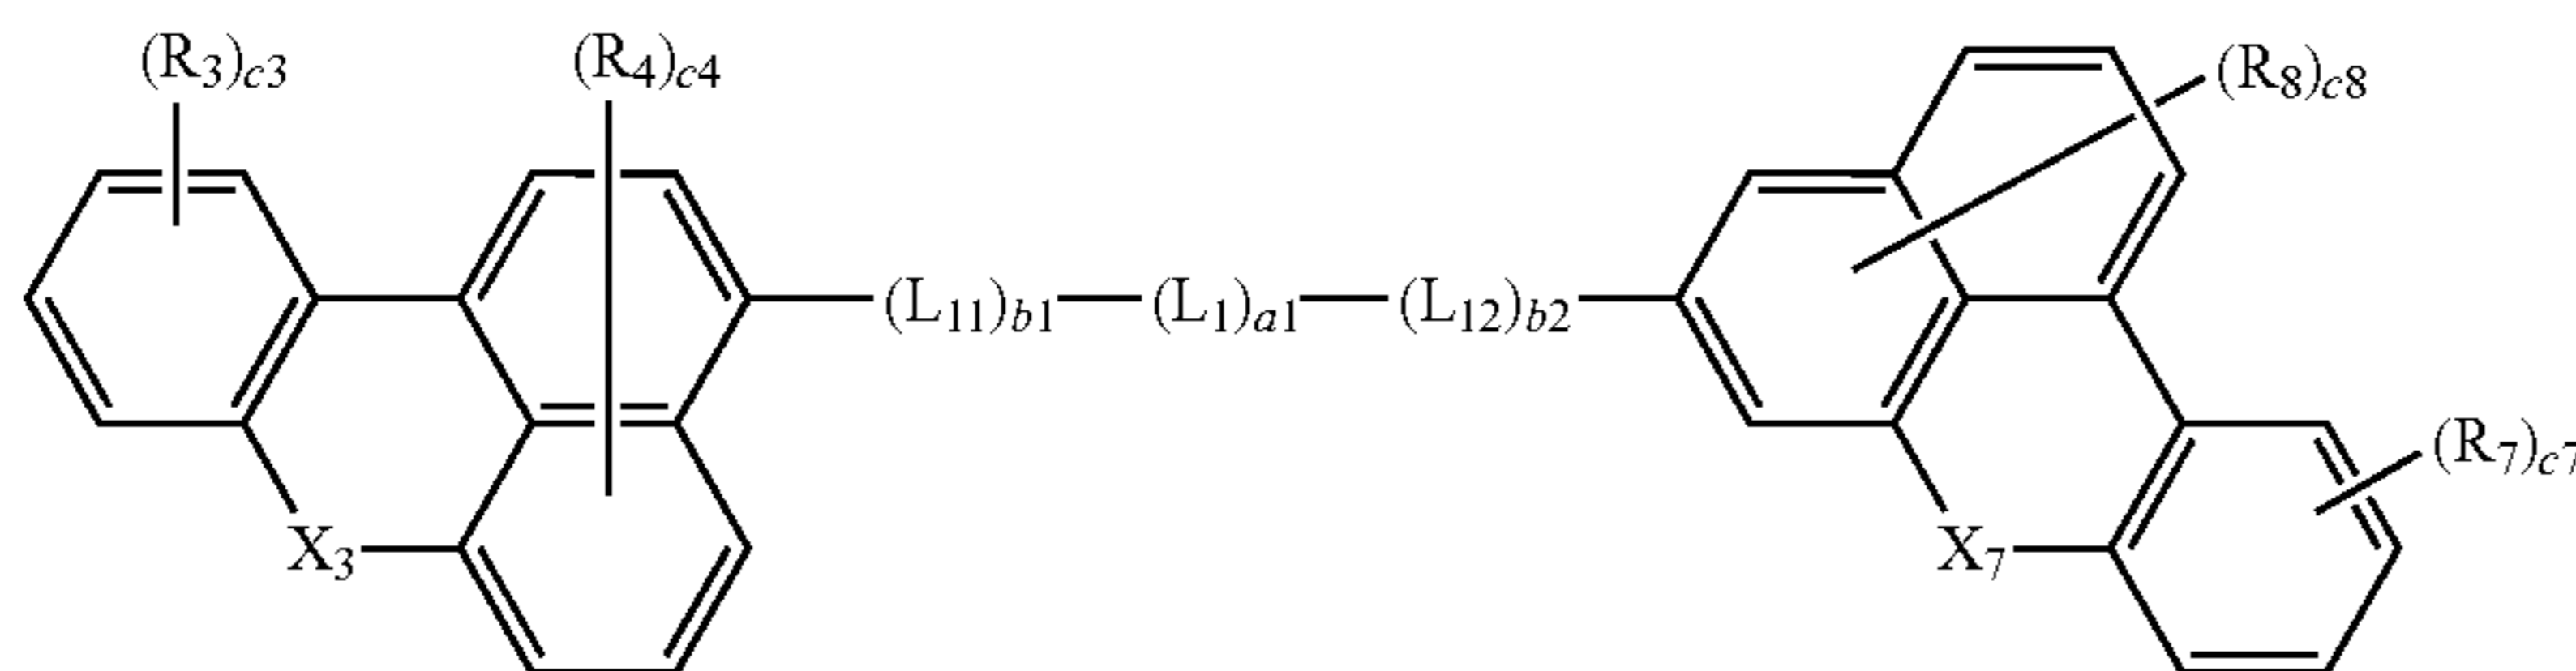 (R3)c3 (R4)c4 (R8)c8
(L11)b1—(L1)a1—(L12)b2
(R7)c7
X3 X7